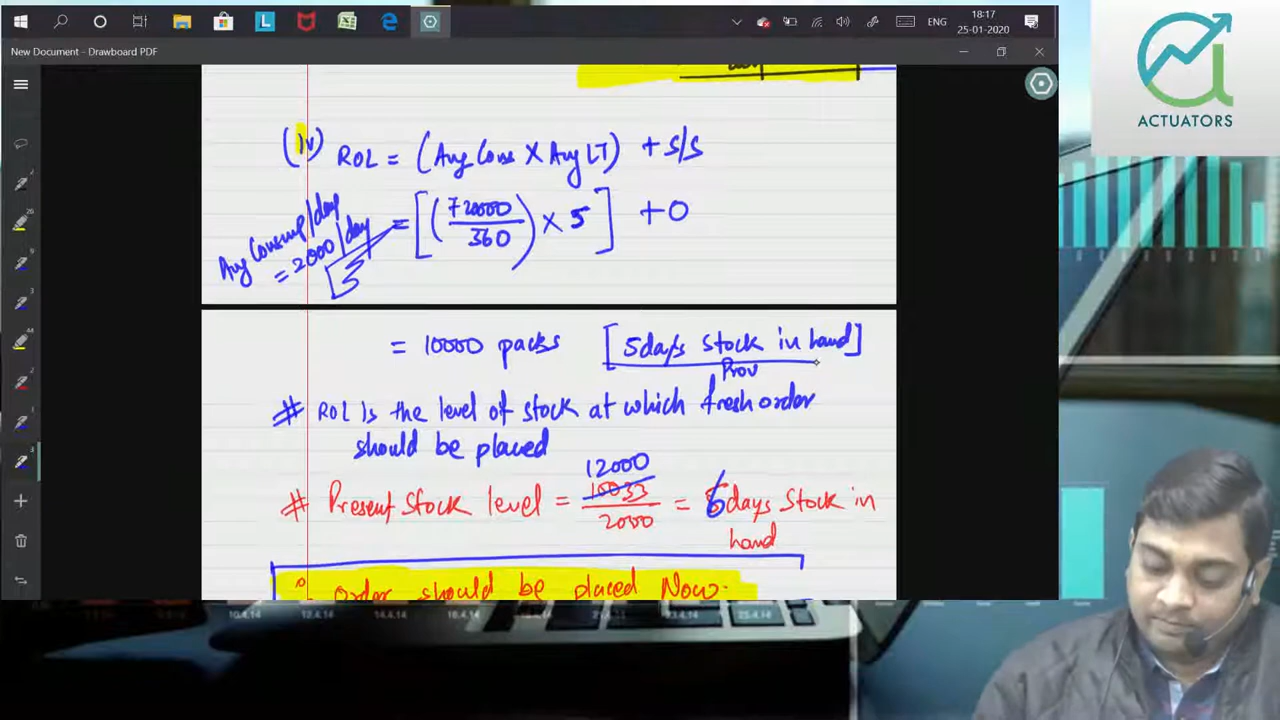 ENG
18:17
25-01-2020
New Document - Drawboard PDF
ACTUATORS
(iv) ROL = (Avg Cons X Avg LT) + S/S
Avg Consump/day
= 2000/day
= [(720000/360) × 5] + 0
= 10000 packs [5days stock in hand]
Prov
# ROL is the level of stock at which fresh order
should be placed
12000
# Present stock level = 10033/2000 = 6days stock in
hand
order should be placed Now.